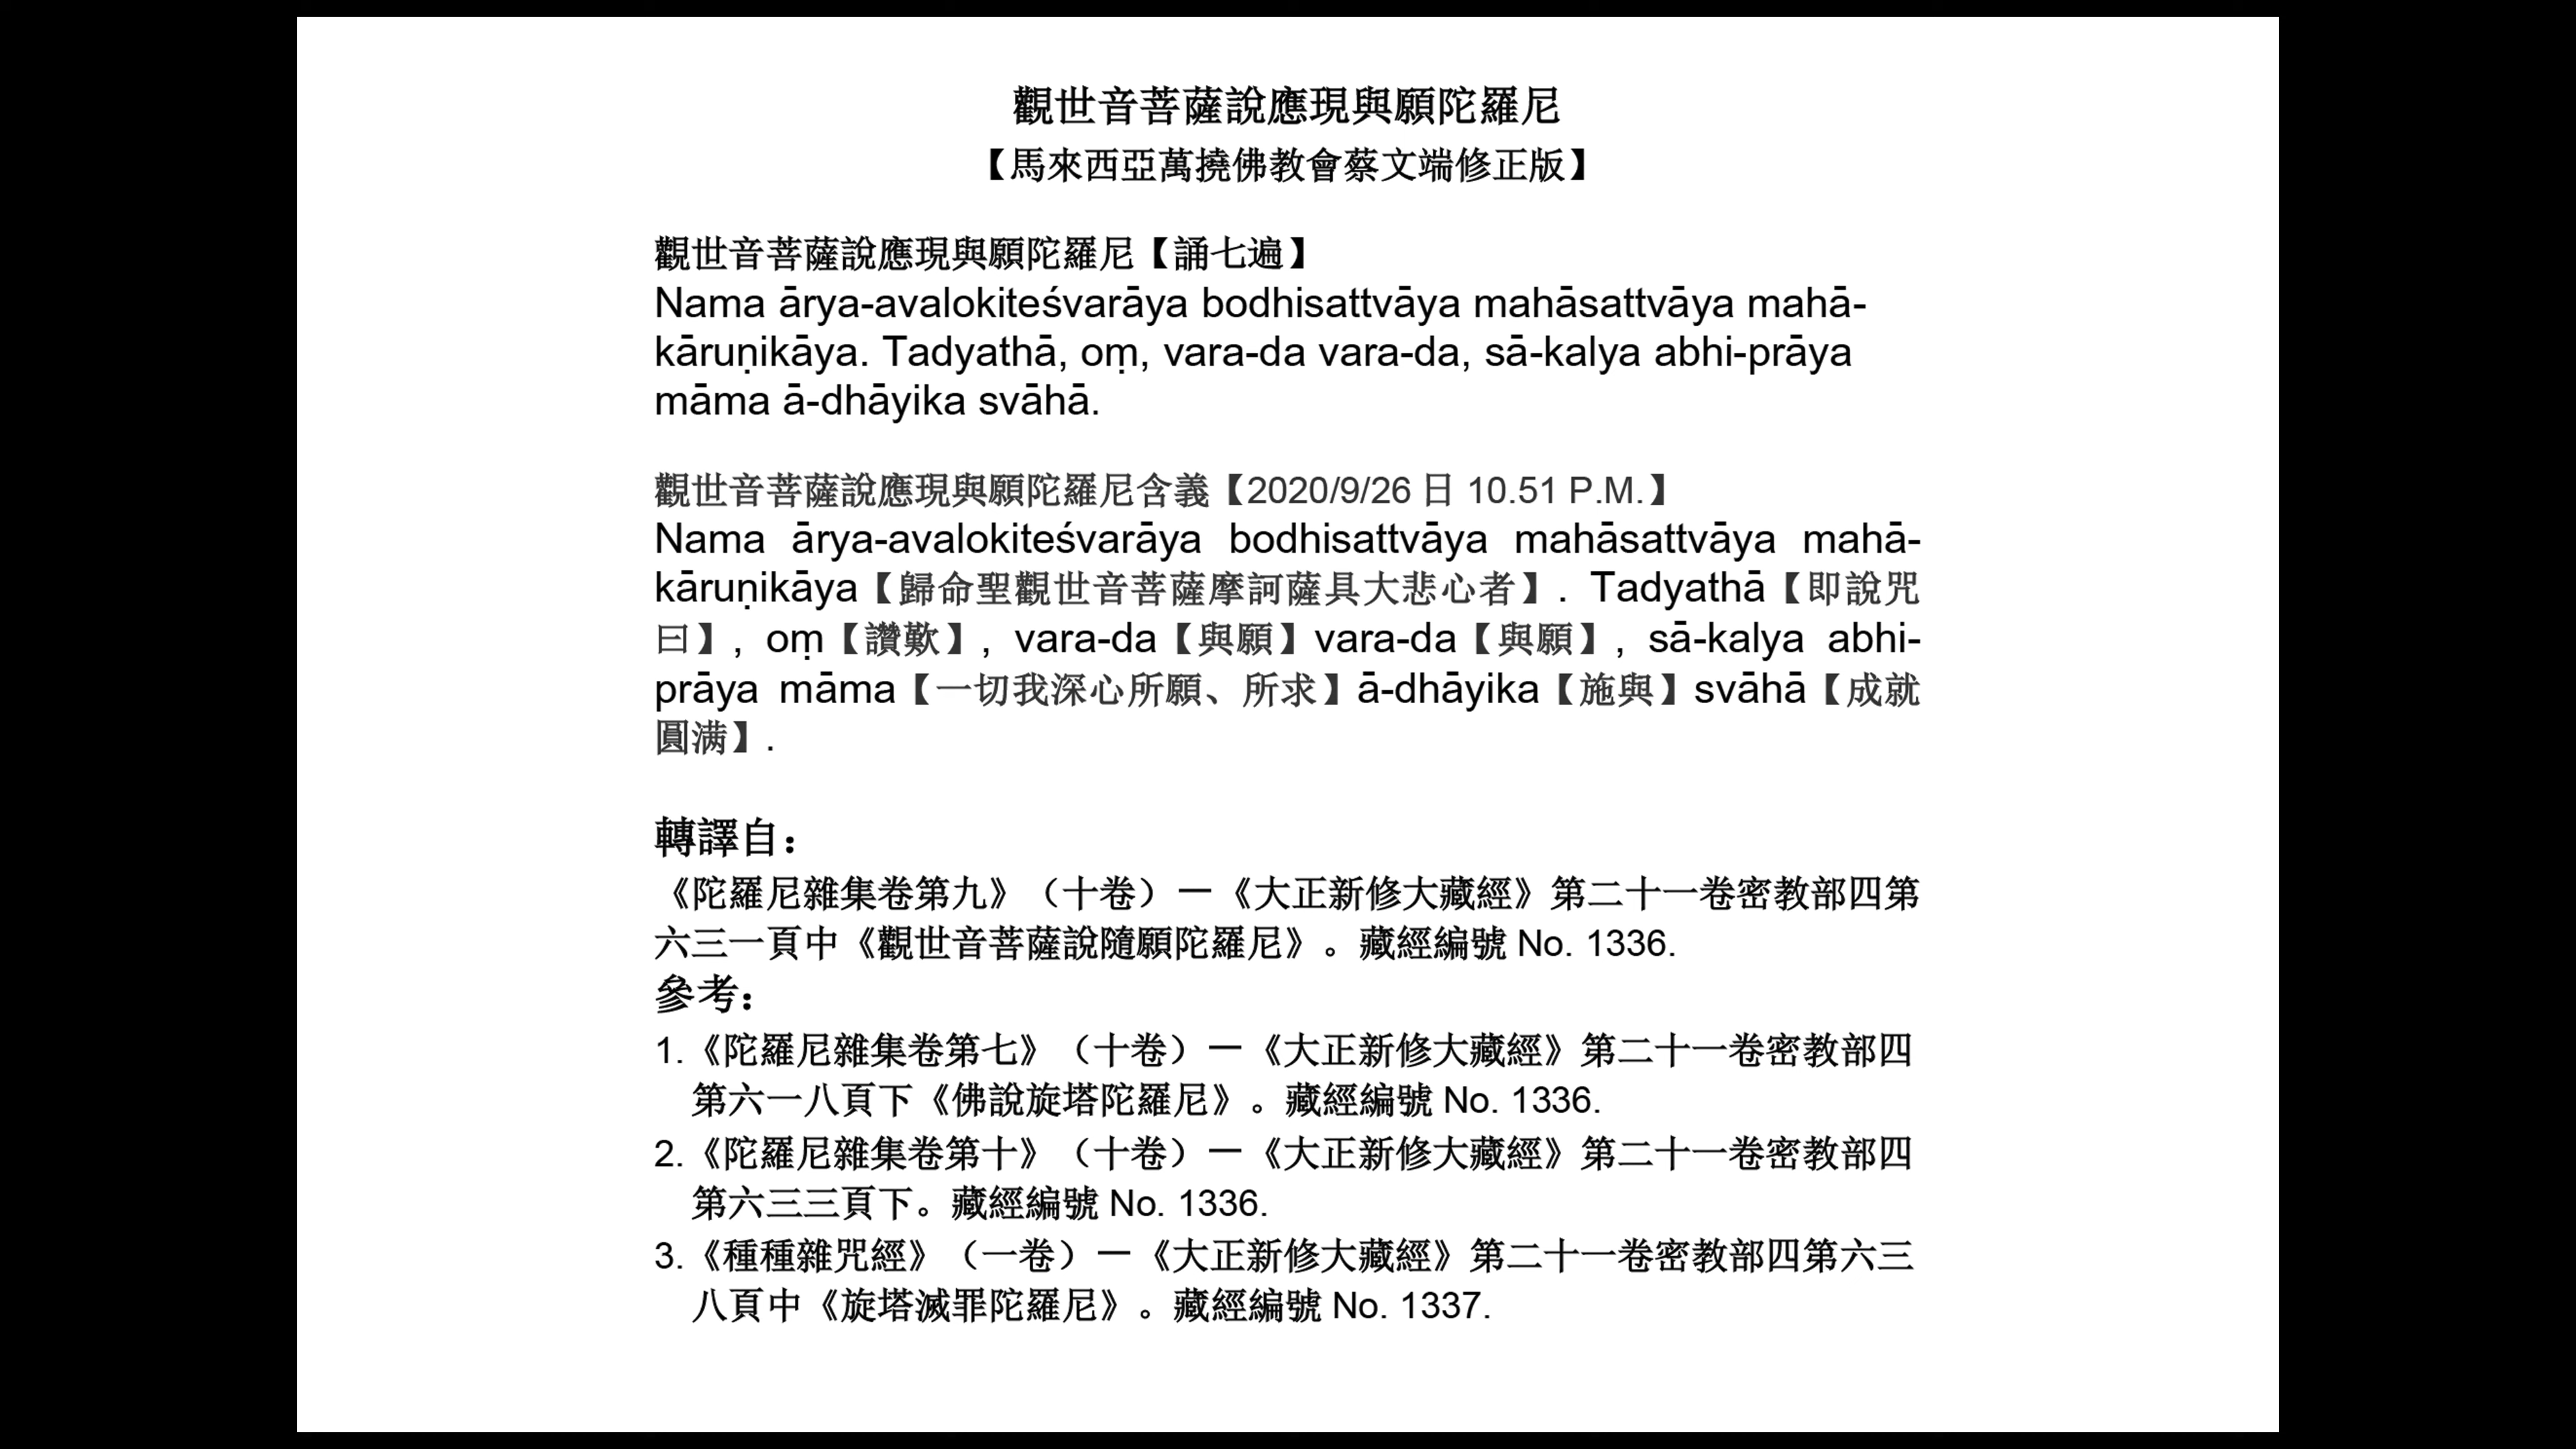 觀世音菩薩說應現與願陀羅尼
【馬來西亞萬撓佛教會蔡文端修正版】
觀世音菩薩說應現與願陀羅尼【誦七遍】
Nama ārya-avalokiteśvarāya bodhisattvāya mahāsattvāya mahā-
kāruṇikāya. Tadyathā, oṃ, vara-da vara-da, sā-kalya abhi-prāya
māma ā-dhāyika svāhā.
觀世音菩薩說應現與願陀羅尼含義【2020/9/26 日 10.51 P.M.】
Nama ārya-avalokiteśvarāya bodhisattvāya mahāsattvāya mahā-
kāruṇikāya【歸命聖觀世音菩薩摩訶薩具大悲心者】. Tadyathā【即說咒
曰】, oṃ【讚歎】, vara-da【與願】vara-da【與願】, sā-kalya abhi-
prāya māma【一切我深心所願、所求】ā-dhāyika【施與】svāhā【成就
圓满】.
轉譯自：
《陀羅尼雜集卷第九》（十卷）一《大正新修大藏經》第二十一卷密教部四第
六三一頁中《觀世音菩薩說隨願陀羅尼》。藏經編號 No. 1336.
參考：
1.《陀羅尼雜集卷第七》（十卷）一《大正新修大藏經》第二十一卷密教部四
第六一八頁下《佛說旋塔陀羅尼》。藏經編號 No. 1336.
2.《陀羅尼雜集卷第十》（十卷）一《大正新修大藏經》第二十一卷密教部四
第六三三頁下。藏經編號 No. 1336.
3.《種種雜咒經》（一卷）一《大正新修大藏經》第二十一卷密教部四第六三
八頁中《旋塔滅罪陀羅尼》。藏經編號 No. 1337.